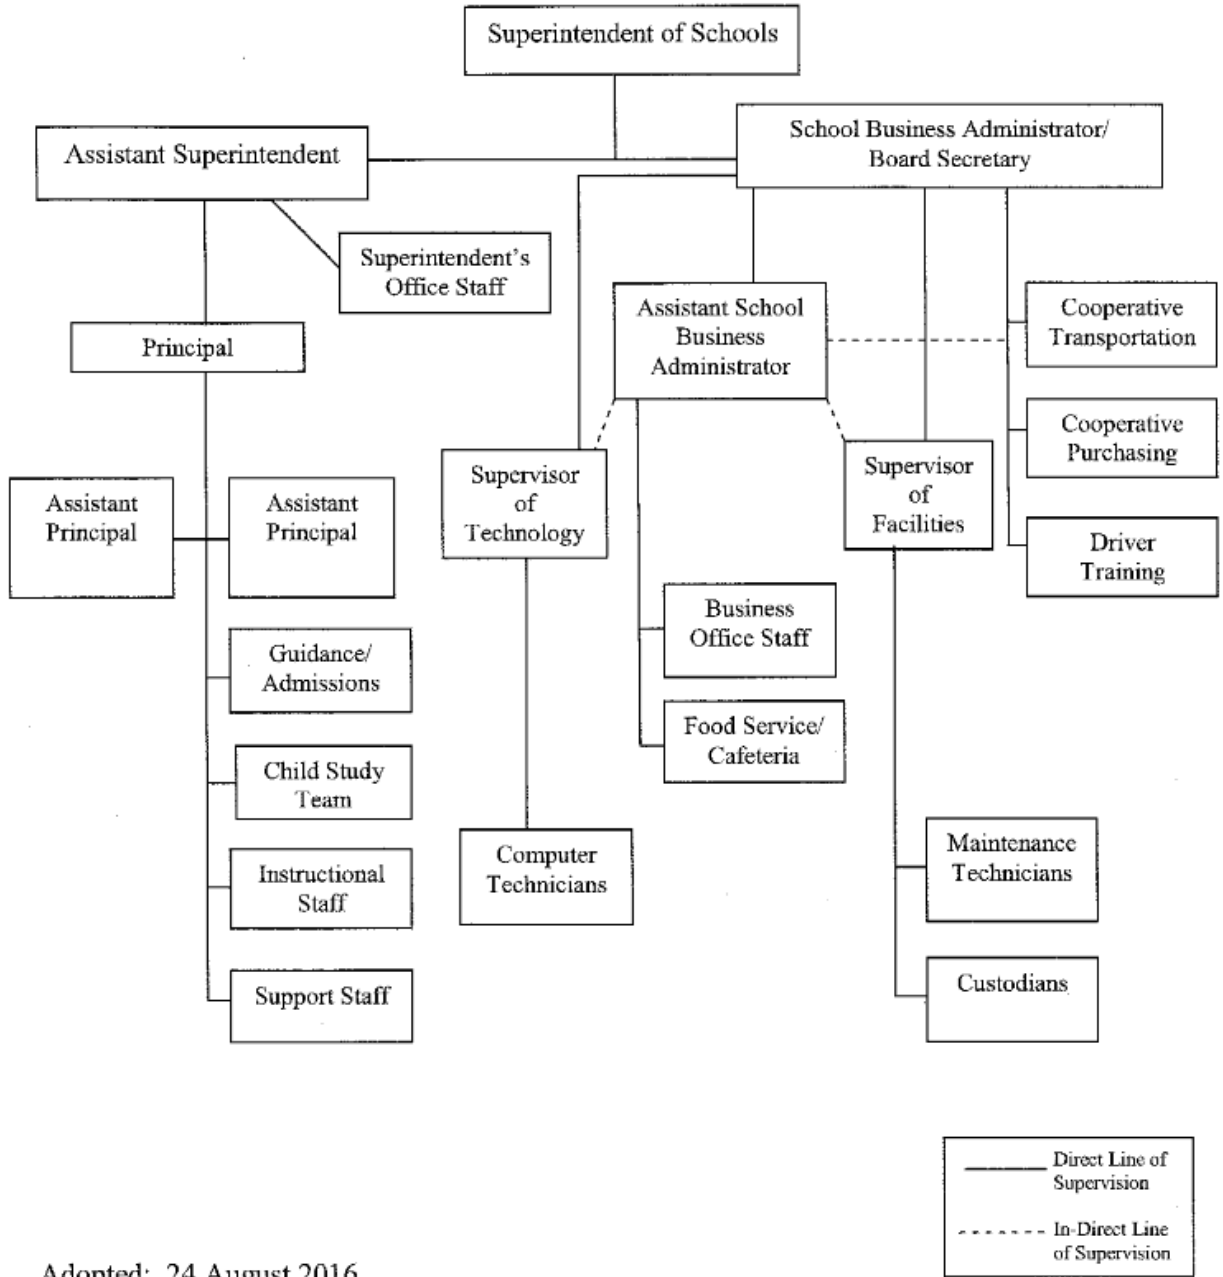 Superintendent of Schools
School Business Administrator/
Board Secretary
Assistant Superintendent
Superintendent's
Office Staff
Principal
Assistant School
Business
Administrator
Cooperative
Transportation
Cooperative
Purchasing
Driver
Training
Assistant
Principal
Assistant
Principal
Supervisor
of
Technology
Supervisor
of
Facilities
Guidance/
Admissions
Child Study
Team
Instructional
Staff
Support Staff
Business
Office Staff
Food Service/
Cafeteria
Computer
Technicians
Maintenance
Technicians
Custodians
Direct Line of
Supervision
In-Direct Line
of Supervision
Adopted: 24 August 2016